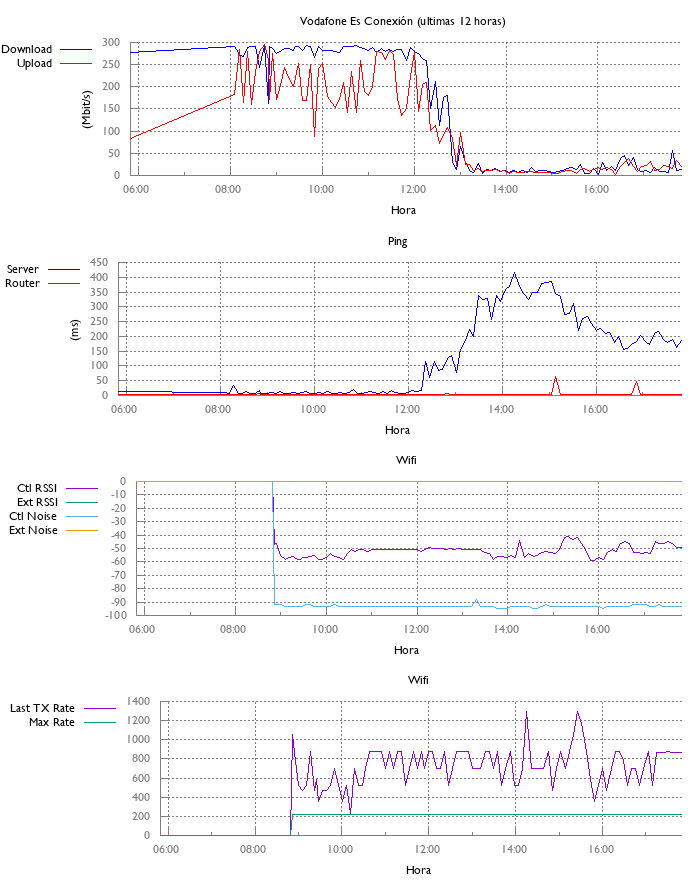 Vodafone Es Conexión (ultimas 12 horas)
Download
Upload
(Mbit/s)
300
250
200
150
100
50
0
06:00 08:00 10:00 12:00 14:00 16:00
Hora
Ping
Server
Router
(ms)
450
400
350
300
250
200
150
100
50
0
06:00 08:00 10:00 12:00 14:00 16:00
Hora
Wifi
Ctl RSSI
Ext RSSI
Ctl Noise
Ext Noise
0
-10
-20
-30
-40
-50
-60
-70
-80
-90
-100
06:00 08:00 10:00 12:00 14:00 16:00
Hora
Wifi
Last TX Rate
Max Rate
1400
1200
1000
800
600
400
200
0
06:00 08:00 10:00 12:00 14:00 16:00
Hora